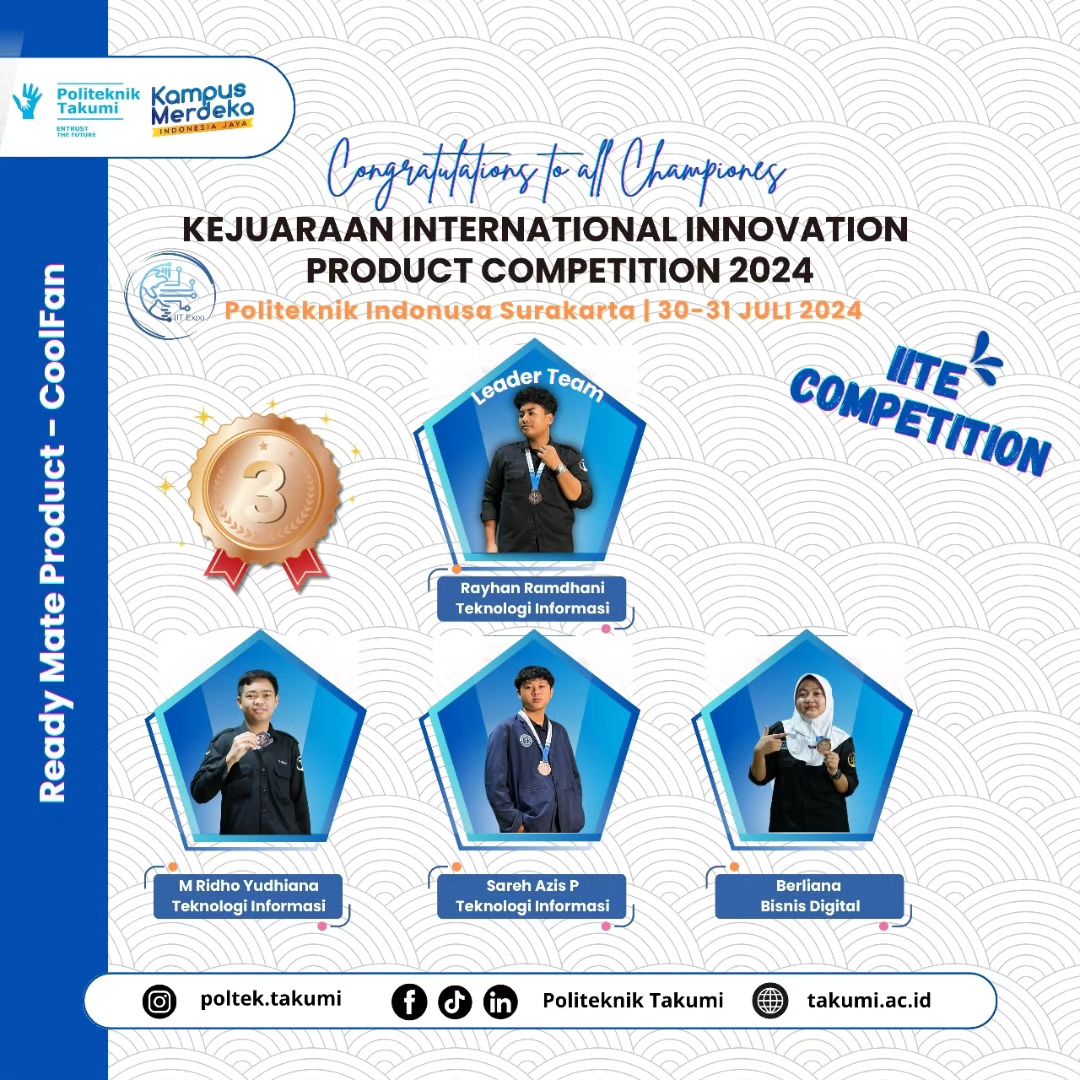 Politeknik
Takumi
ENTRUST
THE FUTURE
Kampus
Merdeka
INDONESIA JAYA
Congratulations to all Championes
KEJUARAAN INTERNATIONAL INNOVATION
PRODUCT COMPETITION 2024
Politeknik Indonusa Surakarta | 30-31 JULI 2024
IIT Expo
IITE
COMPETITION
Ready Mate Product - CoolFan
3
Leader Team
Rayhan Ramdhani
Teknologi Informasi
M Ridho Yudhiana
Teknologi Informasi
Sareh Azis P
Teknologi Informasi
Berliana
Bisnis Digital
poltek.takumi
Politeknik Takumi
takumi.ac.id